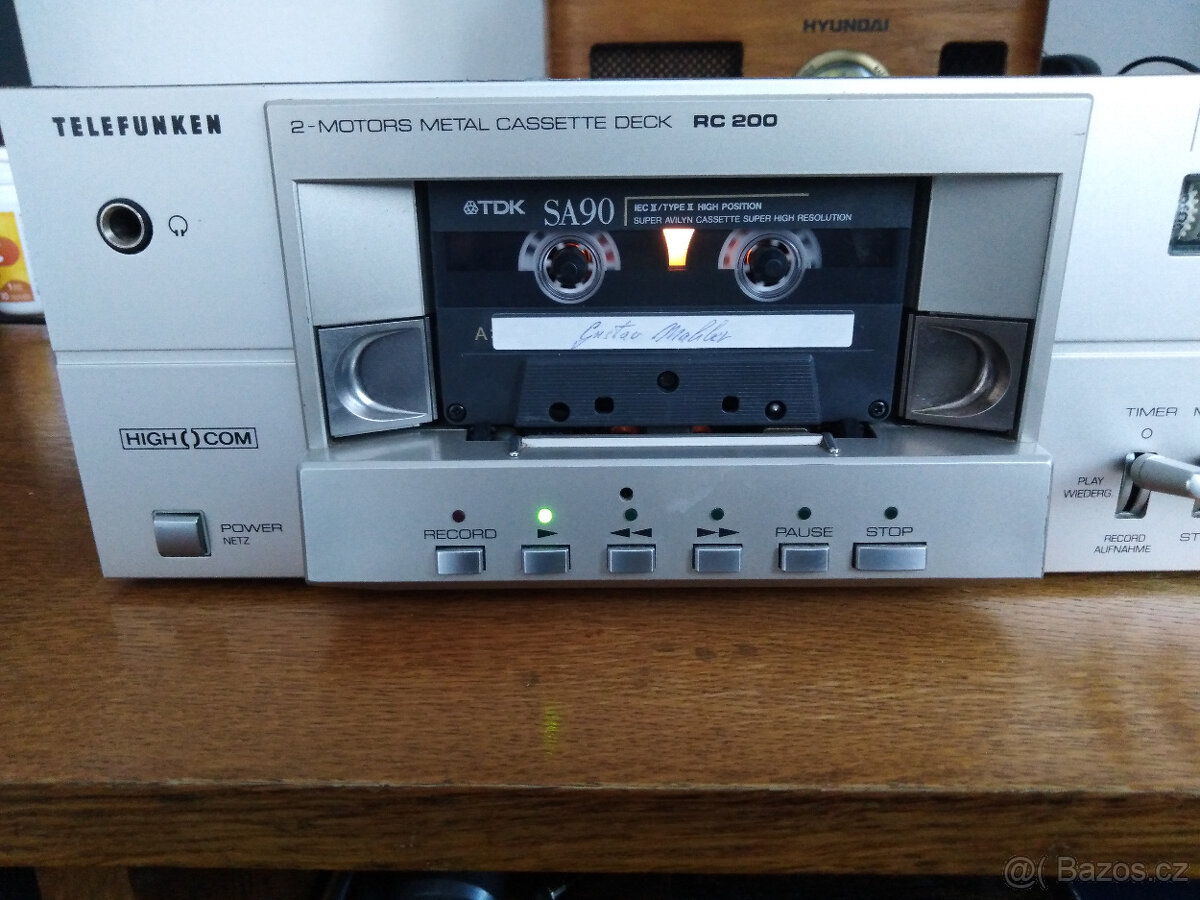 HYUNDAI
TELEFUNKEN
2-MOTORS METAL CASSETTE DECK RC 200
TDK SA90
IEC II/TYPE II HIGH POSITION
SUPER AVILYN CASSETTE SUPER HIGH RESOLUTION
A
Gustav Mahler
HIGH COM
POWER
NETZ
RECORD
PAUSE
STOP
TIMER
O
PLAY
WIEDERG.
RECORD
AUFNAHME
ST
@( Bazos.cz